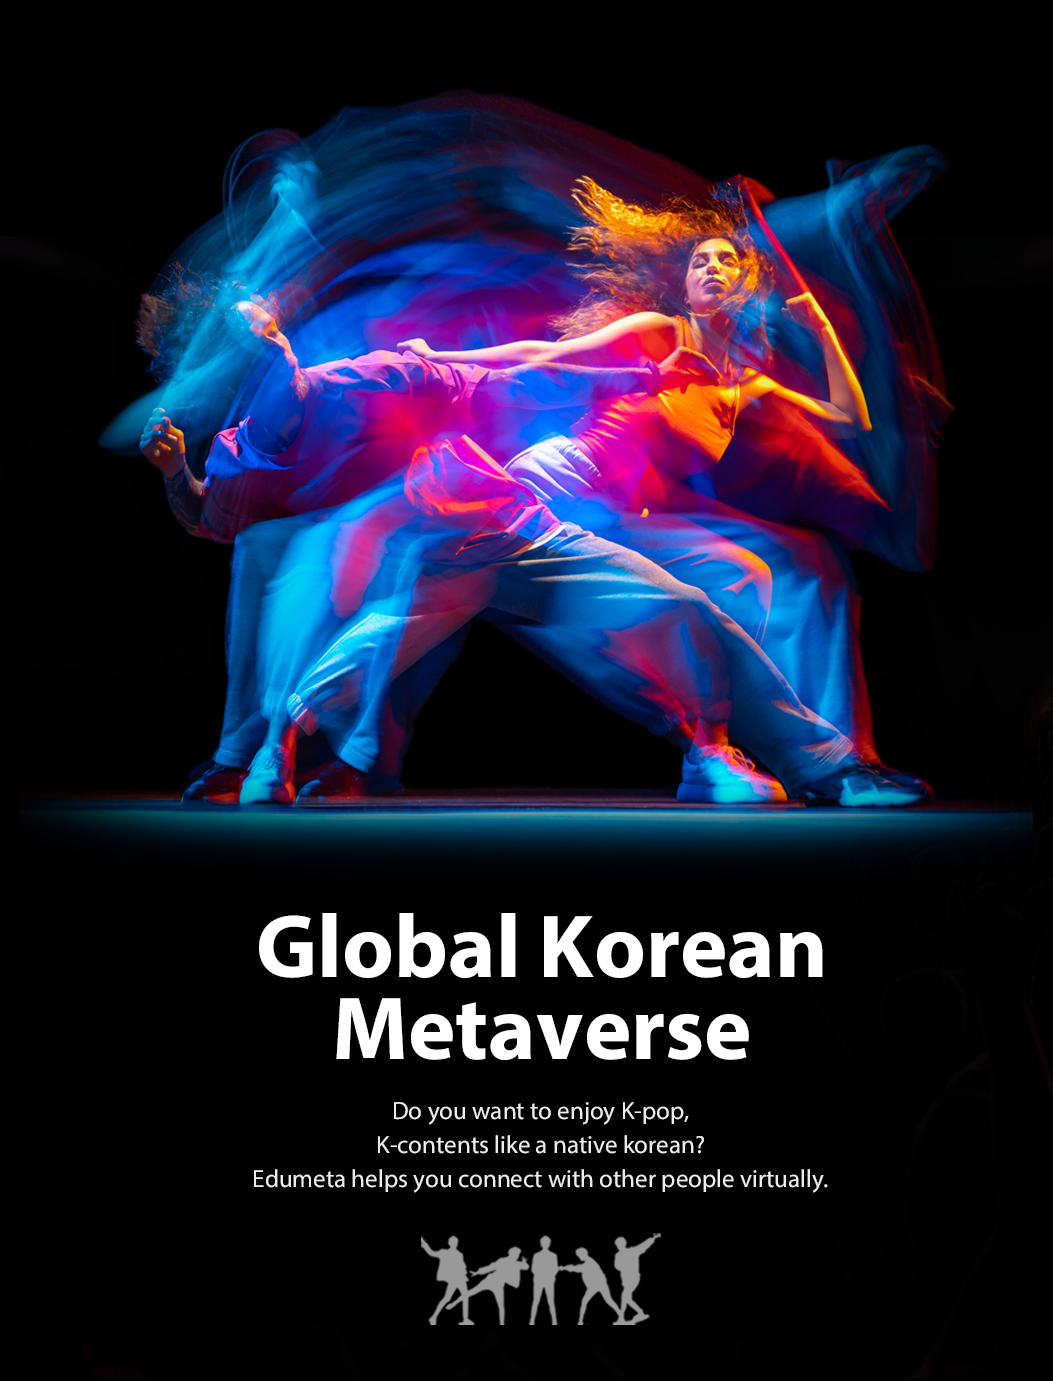 Global Korean
Metaverse
Do you want to enjoy K-pop,
K-contents like a native korean?
Edumeta helps you connect with other people virtually.